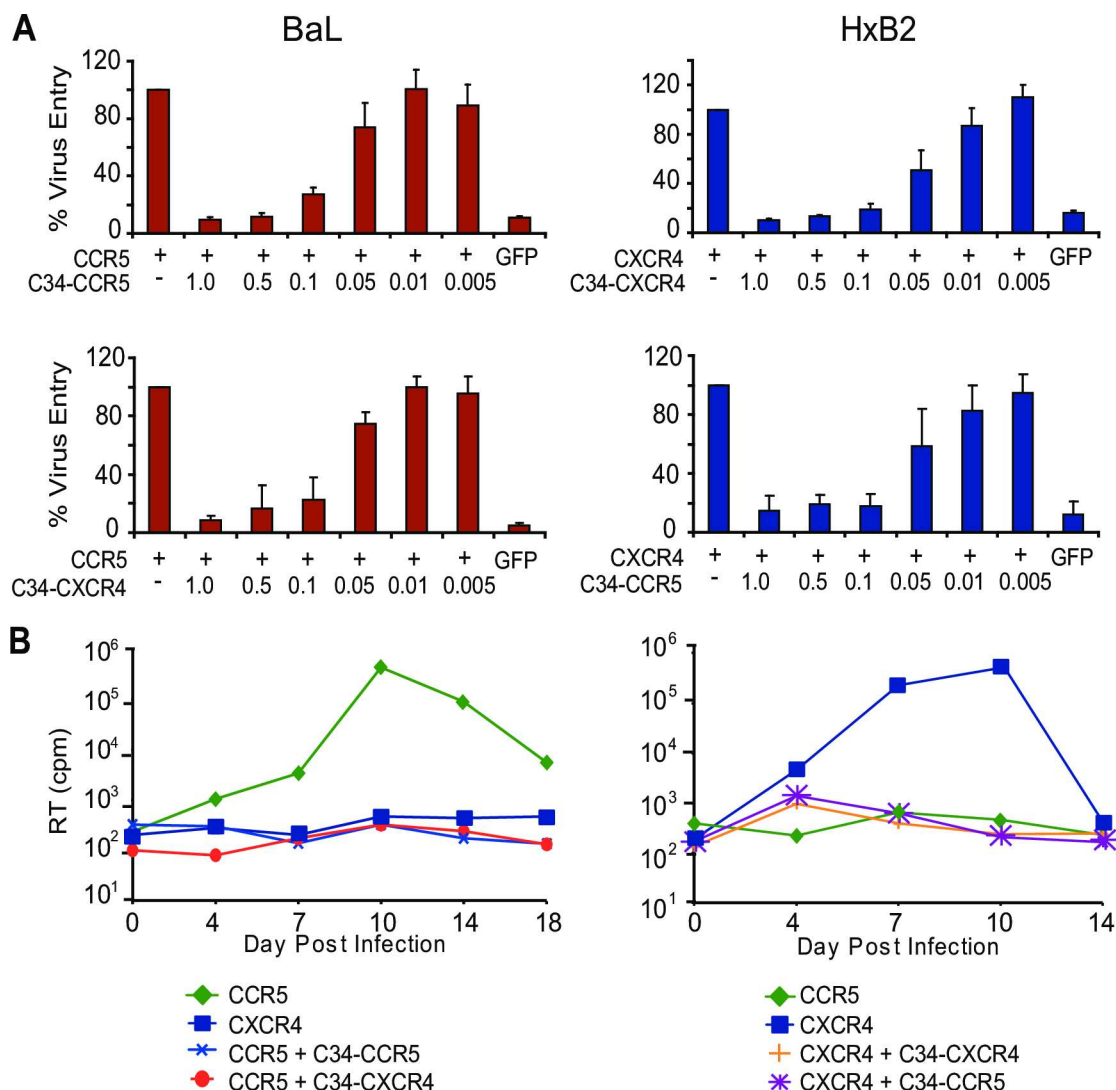 A
BaL
HxB2
% Virus Entry
120
80
40
0
CCR5 + + + + + + + GFP
C34-CCR5 - 1.0 0.5 0.1 0.05 0.01 0.005
120
80
40
0
CXCR4 + + + + + + + GFP
C34-CXCR4 - 1.0 0.5 0.1 0.05 0.01 0.005
% Virus Entry
120
80
40
0
CCR5 + + + + + + + GFP
C34-CXCR4 - 1.0 0.5 0.1 0.05 0.01 0.005
120
80
40
0
CXCR4 + + + + + + + GFP
C34-CCR5 - 1.0 0.5 0.1 0.05 0.01 0.005
B
RT (cpm)
10^6
10^5
10^4
10^3
10^2
10^1
0 4 7 10 14 18
Day Post Infection
CCR5
CXCR4
CCR5 + C34-CCR5
CCR5 + C34-CXCR4
10^6
10^5
10^4
10^3
10^2
10^1
0 4 7 10 14
Day Post Infection
CCR5
CXCR4
CXCR4 + C34-CXCR4
CXCR4 + C34-CCR5